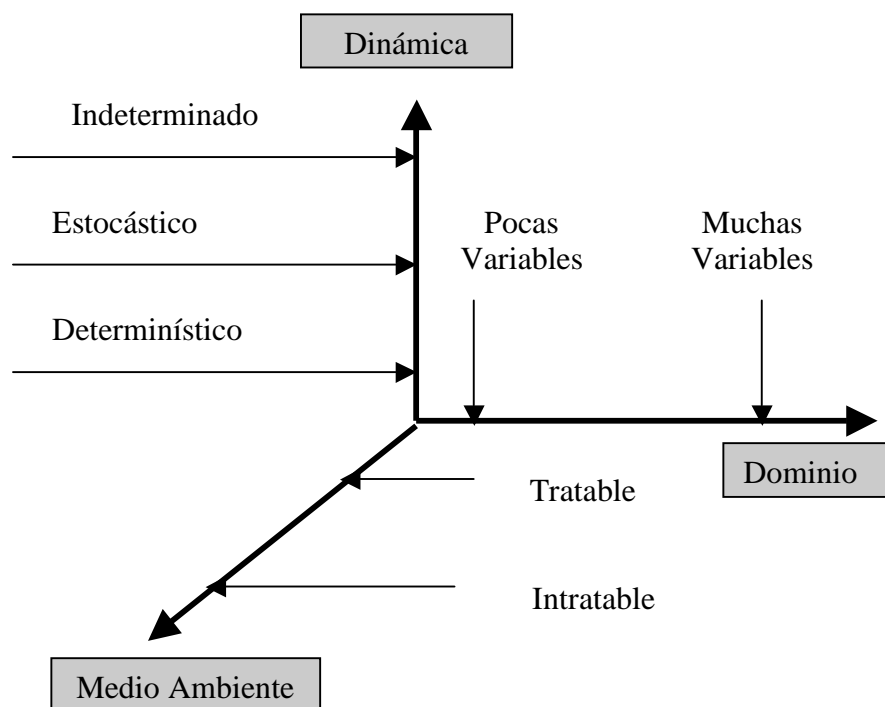 Dinámica
Indeterminado
Estocástico
Pocas
Variables
Muchas
Variables
Determinístico
Dominio
Tratable
Intratable
Medio Ambiente